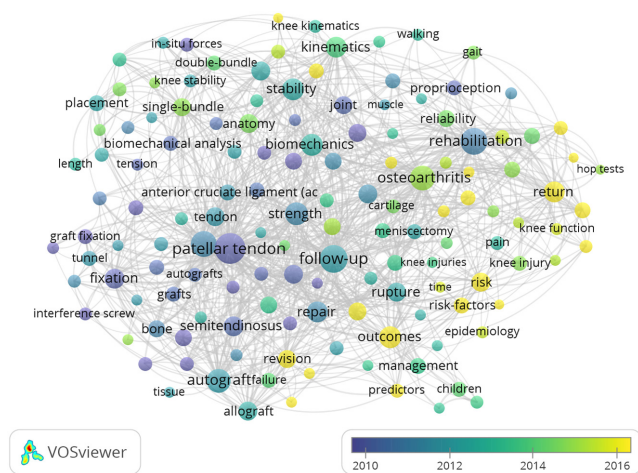 knee kinematics
walking
in-situ forces
kinematics
gait
double-bundle
knee stability
stability
proprioception
placement
single-bundle
joint
muscle
anatomy
reliability
biomechanical analysis
biomechanics
rehabilitation
length
tension
osteoarthritis
hop tests
anterior cruciate ligament (ac
return
cartilage
tendon
strength
knee function
graft fixation
meniscectomy
patellar tendon
pain
tunnel
follow-up
knee injuries
knee injury
fixation
autografts
time
risk
grafts
rupture
risk-factors
interference screw
repair
bone
semitendinosus
epidemiology
outcomes
revision
management
autograft
failure
tissue
predictors
children
allograft
VOSviewer
2010
2012
2014
2016